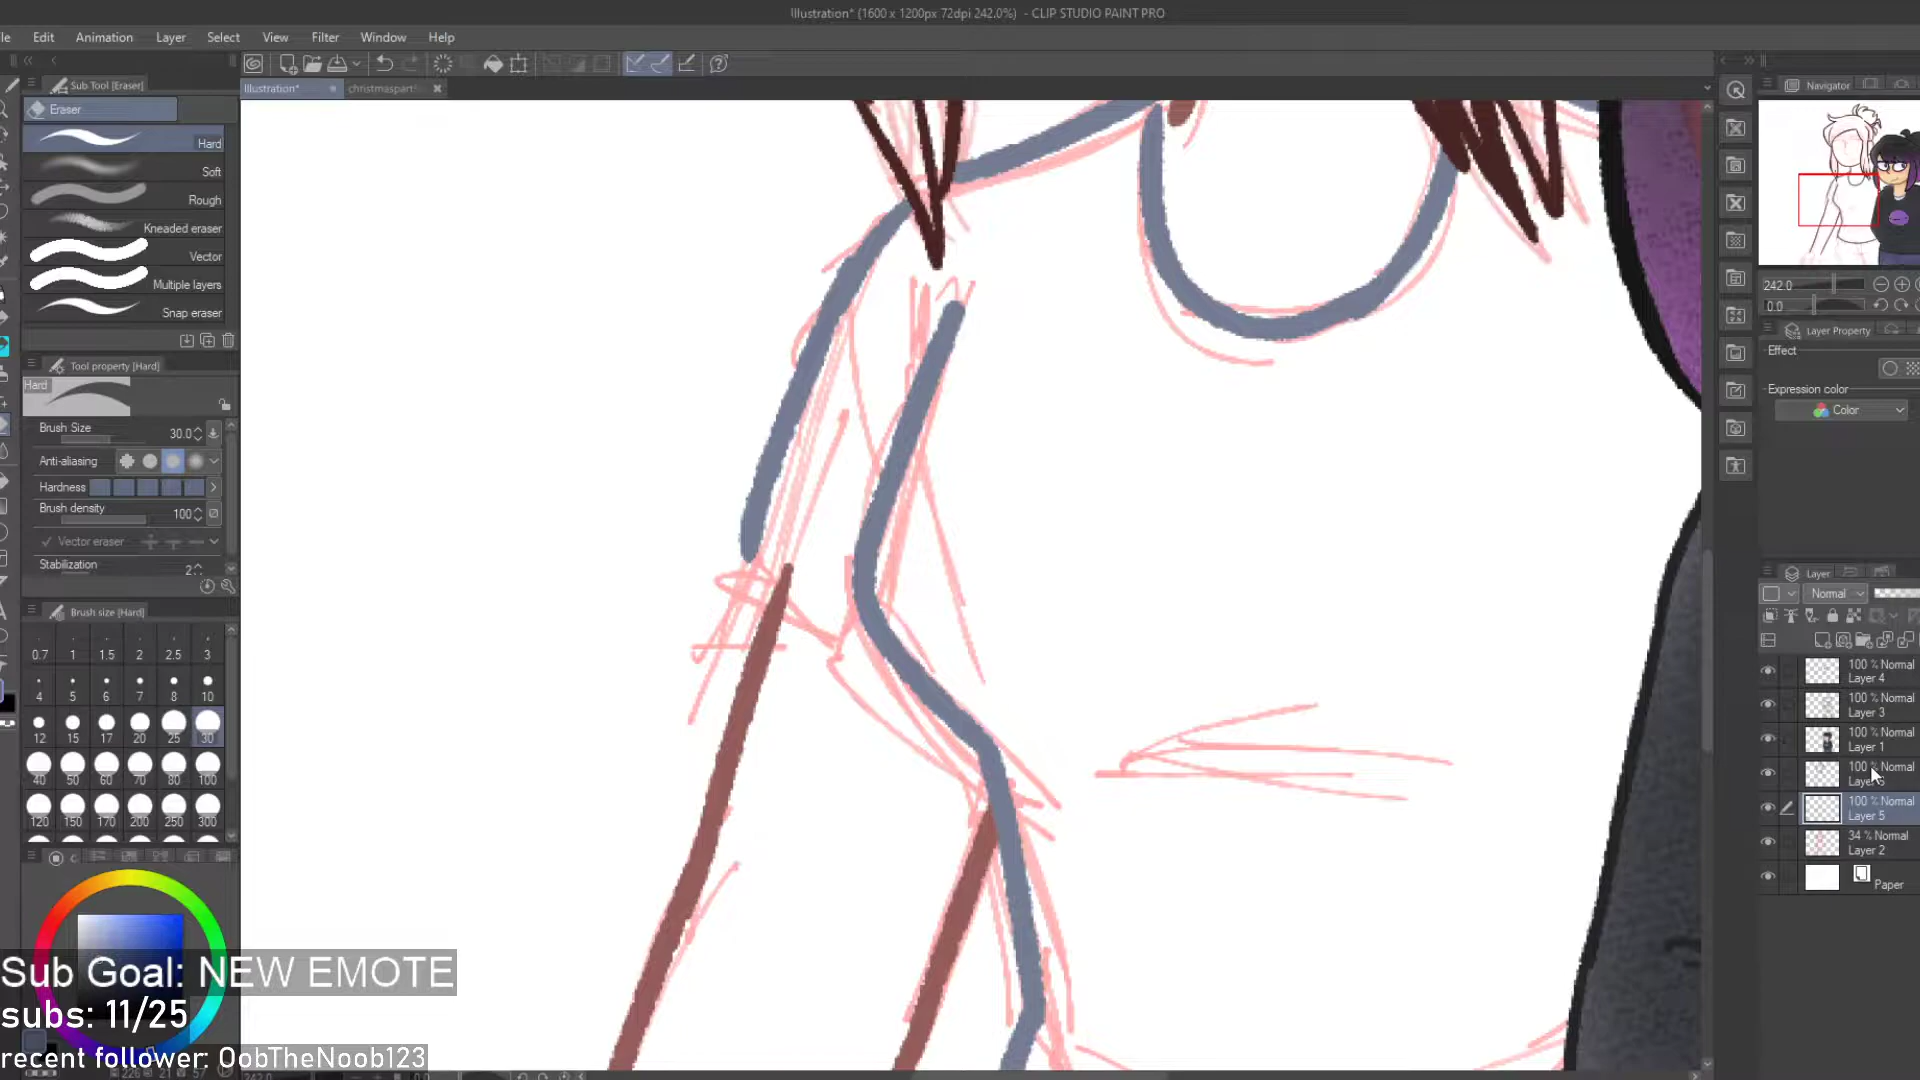 Illustration* (1600 x 1200px 72dpi 242.0%) - CLIP STUDIO PAINT PRO
Edit Animation Layer Select View Filter Window Help
Sub Tool [Eraser]
Illustration*
christmaspart
Navigator
Eraser
Hard
Soft
Rough
Kneaded eraser
Vector
Multiple layers
Snap eraser
242.0
0.0
Layer Property
Effect
Expression color
Color
Tool property [Hard]
Hard
Brush Size 30.0
Anti-aliasing
Hardness
Brush density 100
Vector eraser
Stabilization 2
Brush size [Hard]
0.7 1 1.5 2 2.5 3
4 5 6 7 8 10
12 15 17 20 25 30
40 50 60 70 80 100
120 150 170 200 250 300
Layer
Normal
100 % Normal
Layer 4
100 % Normal
Layer 3
100 % Normal
Layer 1
100 % Normal
100 % Normal
Layer 5
34 % Normal
Layer 2
Paper
Sub Goal: NEW EMOTE
subs: 11/25
recent follower: OobTheNoob123